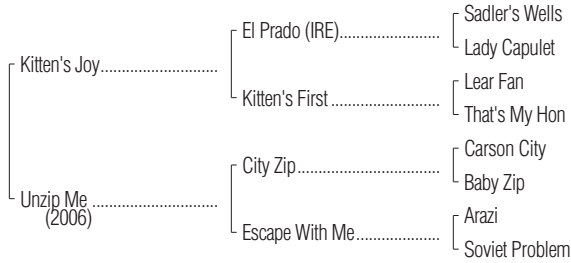 Sadler's Wells
El Prado (IRE)....................
Lady Capulet
Kitten's Joy.......................
Lear Fan
Kitten's First .....................
That's My Hon
Carson City
City Zip............................
Baby Zip
Unzip Me ........................
(2006)
Arazi
Escape With Me................
Soviet Problem